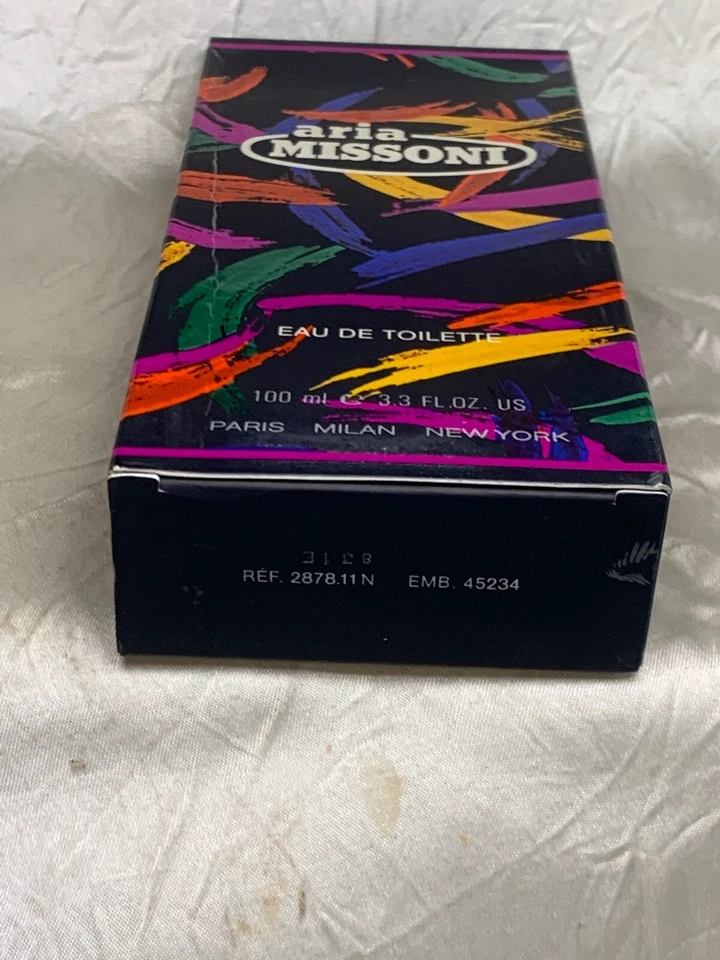 aria
MISSONI
EAU DE TOILETTE
100 ml e 3.3 FL.OZ. US
PARIS MILAN NEW YORK
831E
RÉF. 2878.11 N EMB. 45234